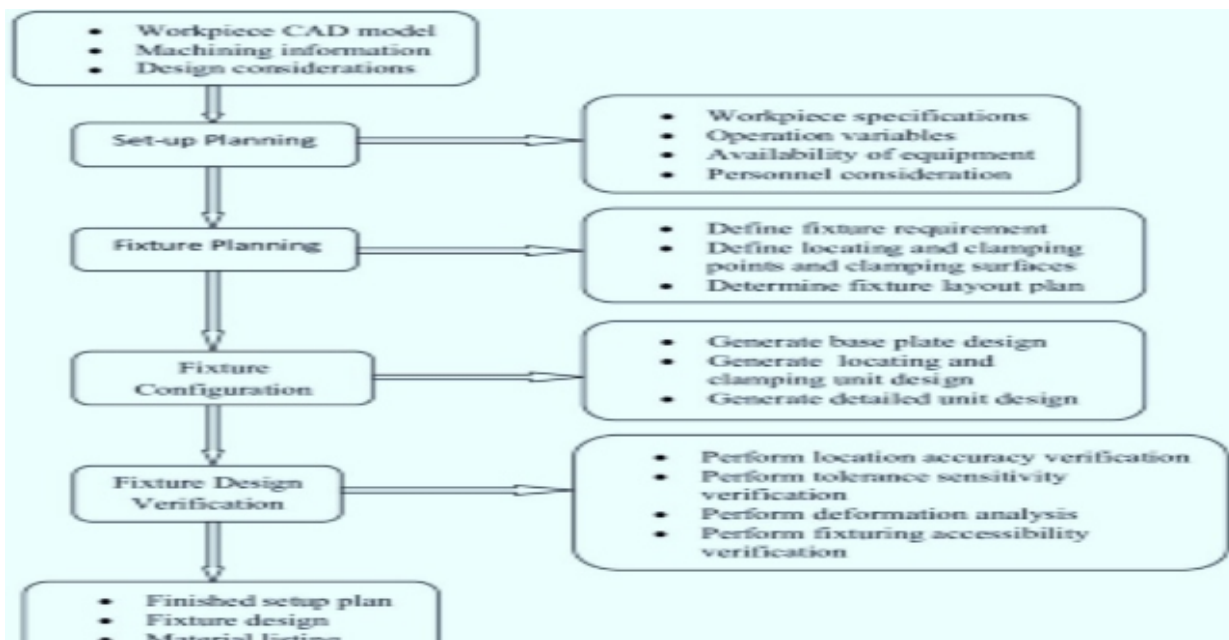 • Workpiece CAD model
• Machining information
• Design considerations
Set-up Planning
• Workpiece specifications
• Operation variables
• Availability of equipment
• Personnel consideration
Fixture Planning
• Define fixture requirement
• Define locating and clamping
points and clamping surfaces
• Determine fixture layout plan
Fixture
Configuration
• Generate base plate design
• Generate locating and
clamping unit design
• Generate detailed unit design
Fixture Design
Verification
• Perform location accuracy verification
• Perform tolerance sensitivity
verification
• Perform deformation analysis
• Perform fixturing accessibility
verification
• Finished setup plan
• Fixture design
• Material listing